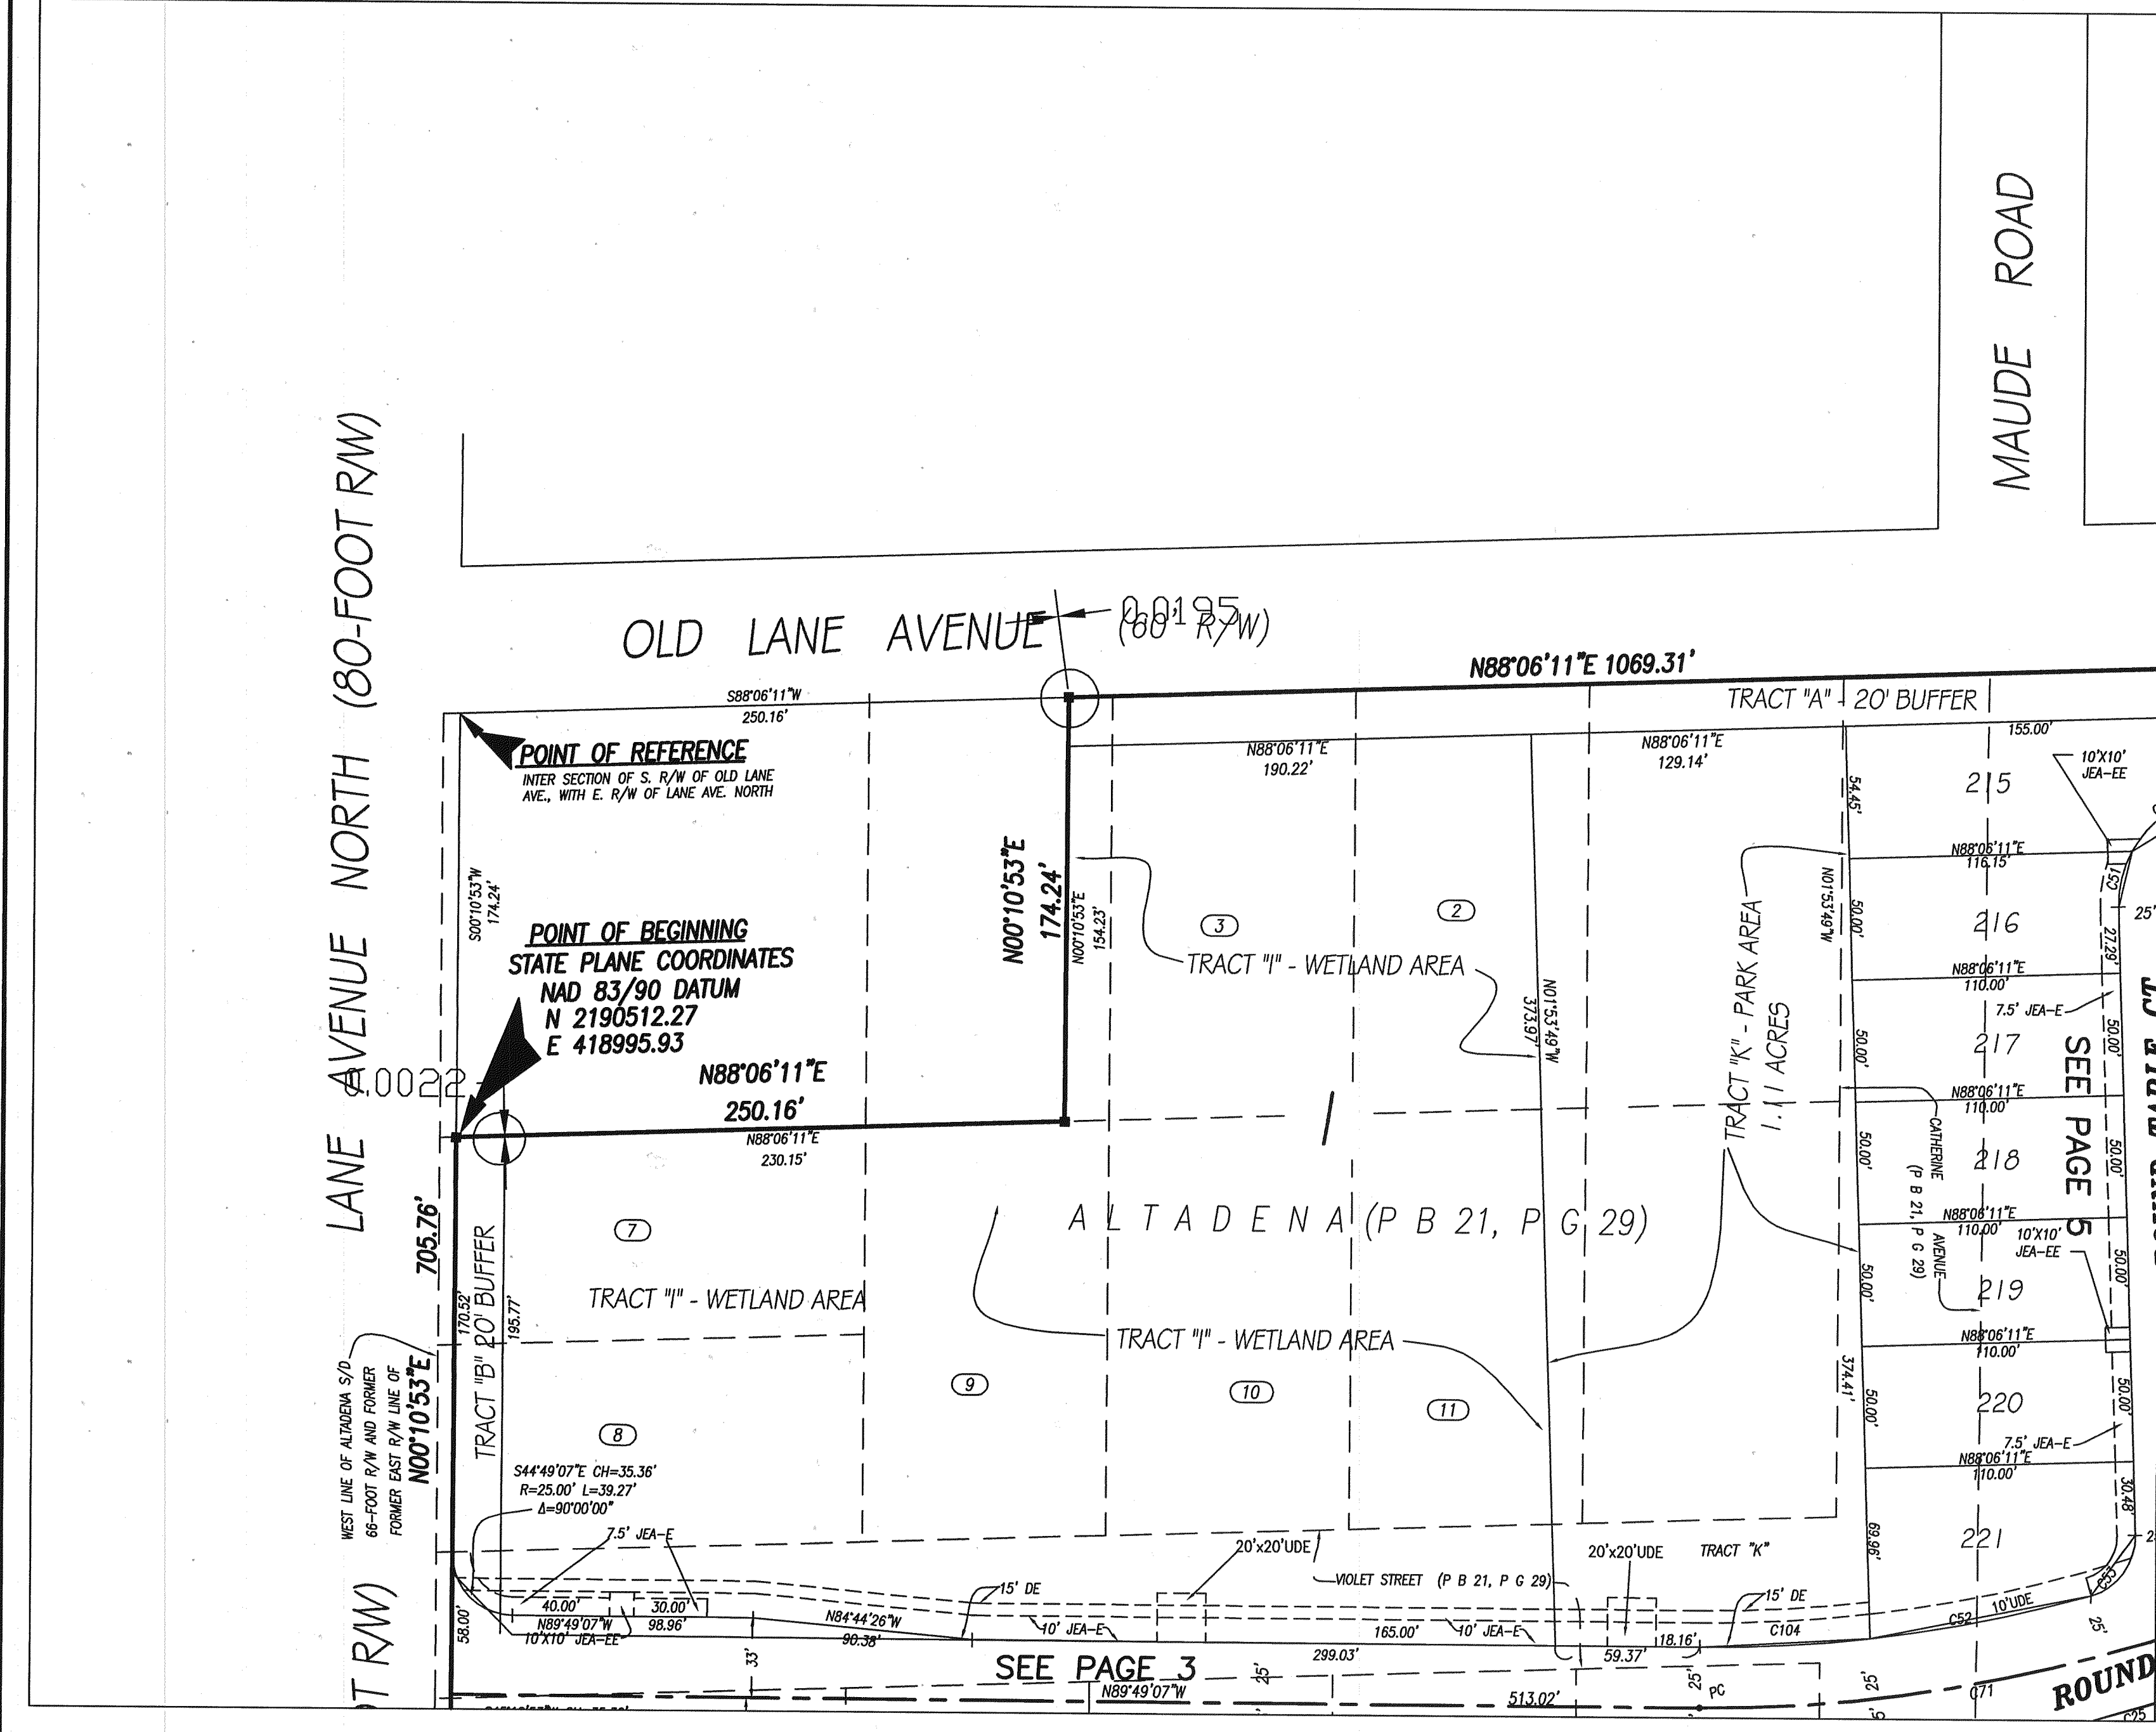 MAUDE ROAD
LANE AVENUE NORTH (80-FOOT R/W)
OLD LANE AVENUE
0.0195
(60' R/W)
N88°06'11"E 1069.31'
TRACT "A" - 20' BUFFER
S88°06'11"W
250.16'
155.00'
POINT OF REFERENCE
INTER SECTION OF S. R/W OF OLD LANE
AVE., WITH E. R/W OF LANE AVE. NORTH
N88°06'11"E
190.22'
N88°06'11"E
129.14'
10'X10'
JEA-EE
54.45'
215
N88°06'11"E
116.15'
C51
S00°10'53"W
174.24'
N00°10'53"E
174.24'
N00°10'53"E
154.23'
3
2
TRACT "I" - WETLAND AREA
N01°53'49"W
373.97'
TRACT "K" - PARK AREA
1.11 ACRES
N01°53'49"W
50.00'
216
25'
27.29'
N88°06'11"E
110.00'
7.5' JEA-E
50.00'
50.00'
217
SEE PAGE 5
N88°06'11"E
110.00'
POINT OF BEGINNING
STATE PLANE COORDINATES
NAD 83/90 DATUM
N 2190512.27
E 418995.93
0.0022
N88°06'11"E
250.16'
N88°06'11"E
230.15'
1
CATHERINE AVENUE
(P B 21, P G 29)
50.00'
218
50.00'
N88°06'11"E
110.00'
10'X10'
JEA-EE
705.76'
7
ALTADENA (P B 21, P G 29)
170.52'
TRACT "B" 20' BUFFER
195.77'
TRACT "I" - WETLAND AREA
TRACT "I" - WETLAND AREA
50.00'
219
50.00'
N88°06'11"E
110.00'
374.41'
WEST LINE OF ALTADENA S/D
66-FOOT R/W AND FORMER
FORMER EAST R/W LINE OF
N00°10'53"E
8
9
10
11
50.00'
220
50.00'
7.5' JEA-E
N88°06'11"E
110.00'
30.48'
S44°49'07"E CH=35.36'
R=25.00' L=39.27'
Δ=90°00'00"
7.5' JEA-E
20'x20'UDE
20'x20'UDE
TRACT "K"
69.96'
221
C53
VIOLET STREET (P B 21, P G 29)
15' DE
15' DE
40.00'
30.00'
N89°49'07"W
98.96'
10'X10' JEA-EE
N84°44'26"W
90.38'
10' JEA-E
165.00'
10' JEA-E
18.16'
C104
C52
10'UDE
25'
58.00'
33'
SEE PAGE 3
299.03'
59.37'
25'
25'
25'
N89°49'07"W
513.02'
PC
C71
ROUND
C25